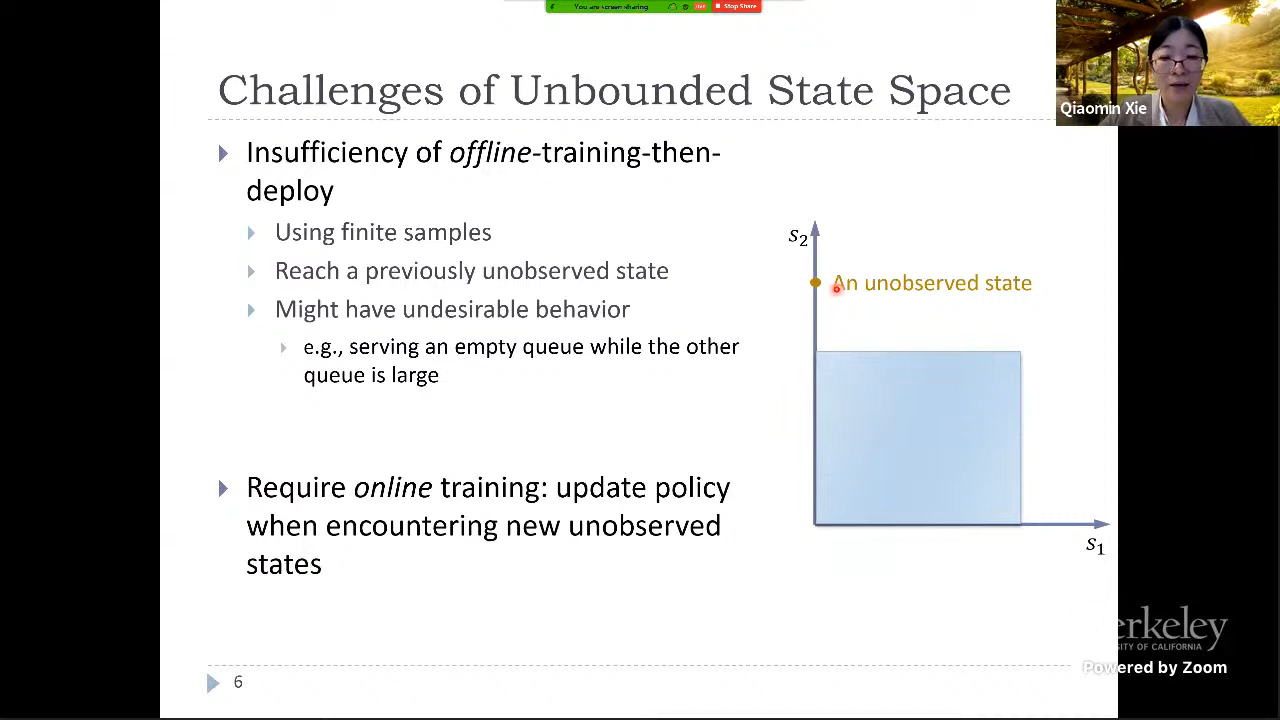 You are screen sharing
Stop Share
Challenges of Unbounded State Space
Qiaomin Xie
Insufficiency of offline-training-then-
deploy
Using finite samples
Reach a previously unobserved state
Might have undesirable behavior
e.g., serving an empty queue while the other
queue is large
Require online training: update policy
when encountering new unobserved
states
s₂
An unobserved state
s₁
erkeley
SITY OF CALIFORNIA
Powered by Zoom
6